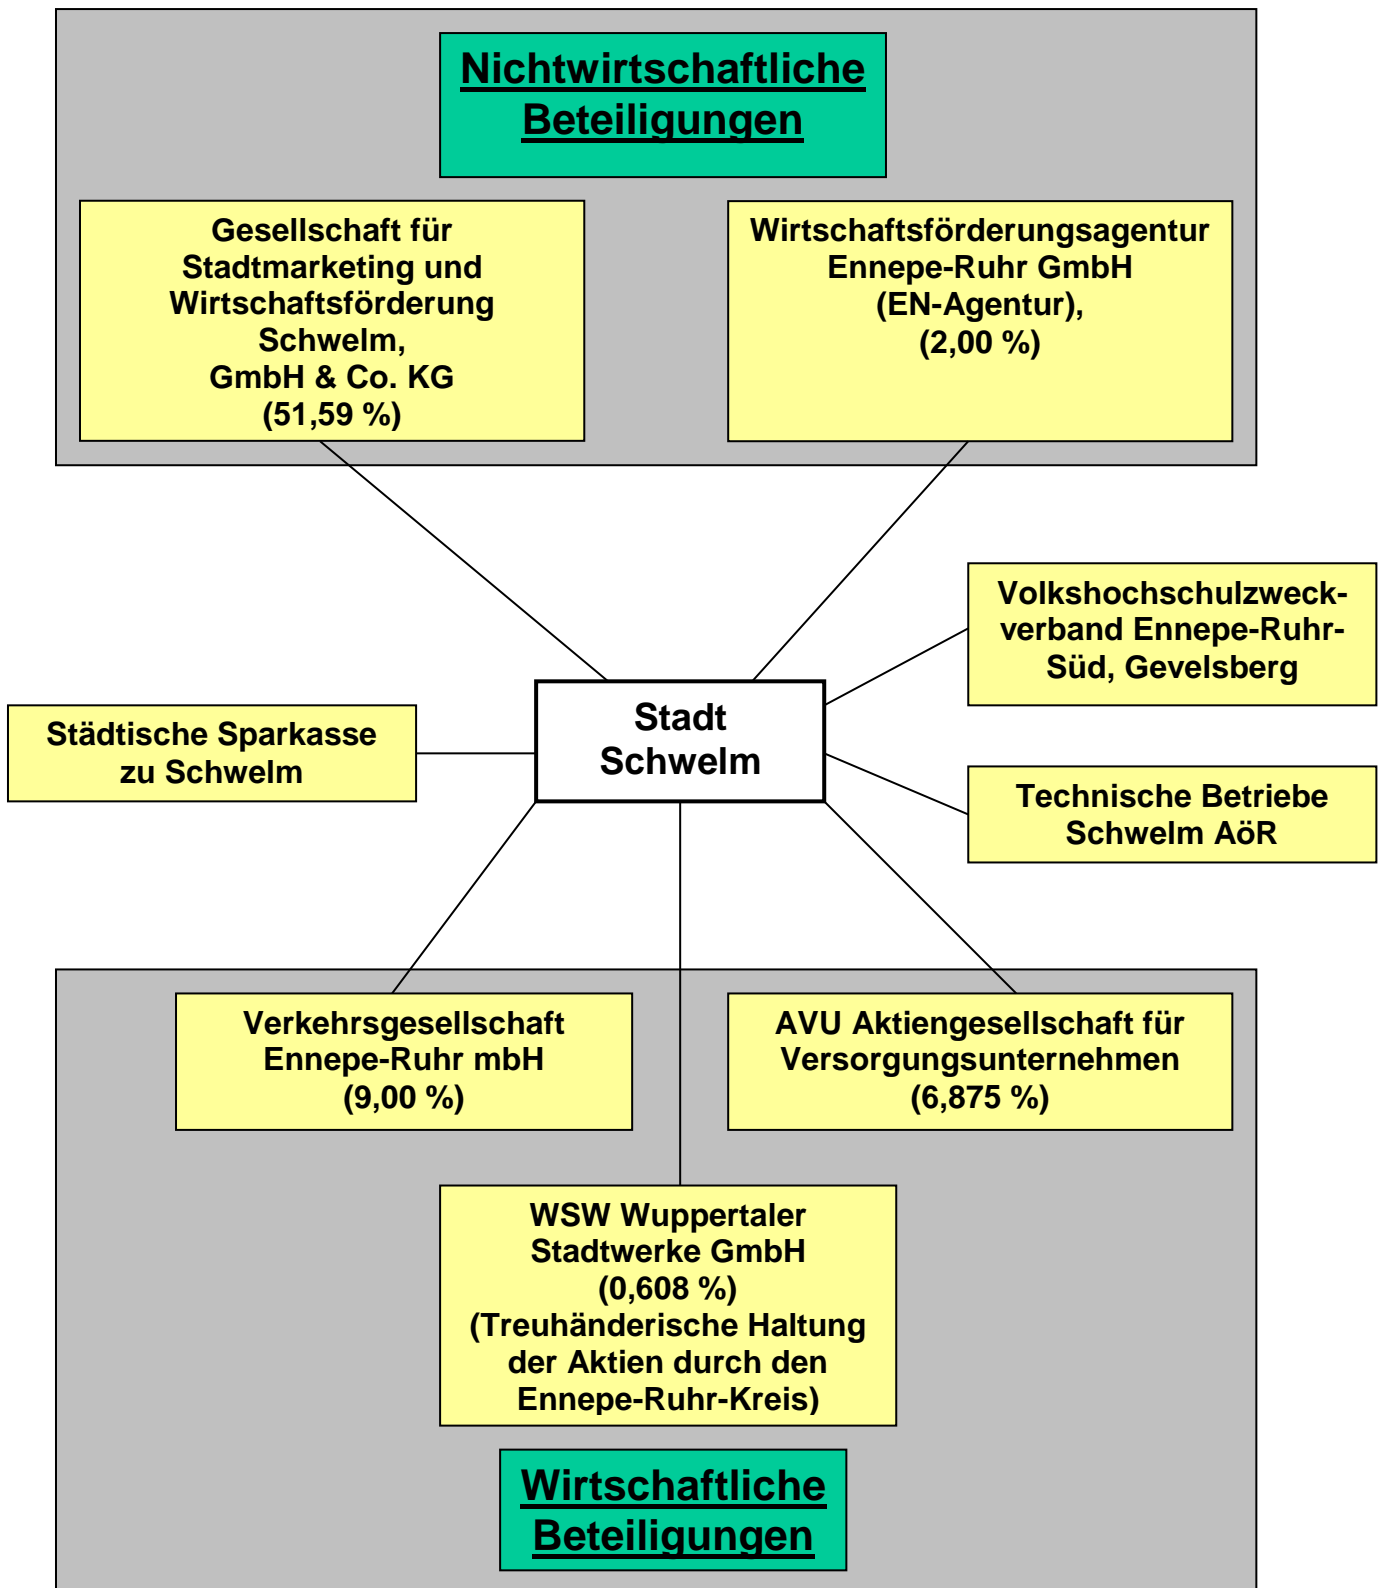 Nichtwirtschaftliche
Beteiligungen
Gesellschaft für
Stadtmarketing und
Wirtschaftsförderung
Schwelm,
GmbH & Co. KG
(51,59 %)
Wirtschaftsförderungsagentur
Ennepe-Ruhr GmbH
(EN-Agentur),
(2,00 %)
Volkshochschulzweck-
verband Ennepe-Ruhr-
Süd, Gevelsberg
Stadt
Schwelm
Städtische Sparkasse
zu Schwelm
Technische Betriebe
Schwelm AöR
Verkehrsgesellschaft
Ennepe-Ruhr mbH
(9,00 %)
AVU Aktiengesellschaft für
Versorgungsunternehmen
(6,875 %)
WSW Wuppertaler
Stadtwerke GmbH
(0,608 %)
(Treuhänderische Haltung
der Aktien durch den
Ennepe-Ruhr-Kreis)
Wirtschaftliche
Beteiligungen